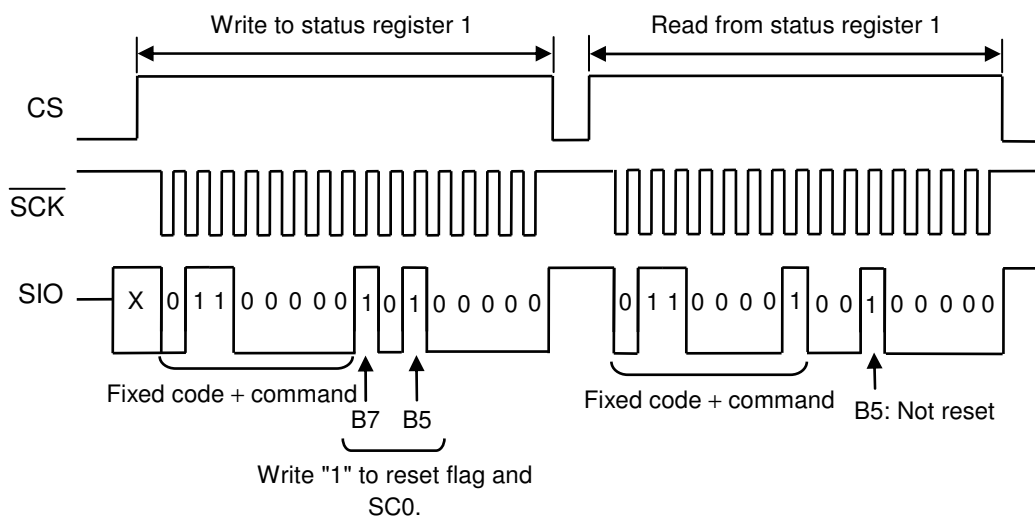 Write to status register 1 Read from status register 1
CS
SCK
SIO X 0 1 1 0 0 0 0 0 1 0 1 0 0 0 0 0 0 1 1 0 0 0 0 1 0 0 1 0 0 0 0 0
Fixed code + command Fixed code + command
B7 B5 B5: Not reset
Write "1" to reset flag and
SC0.